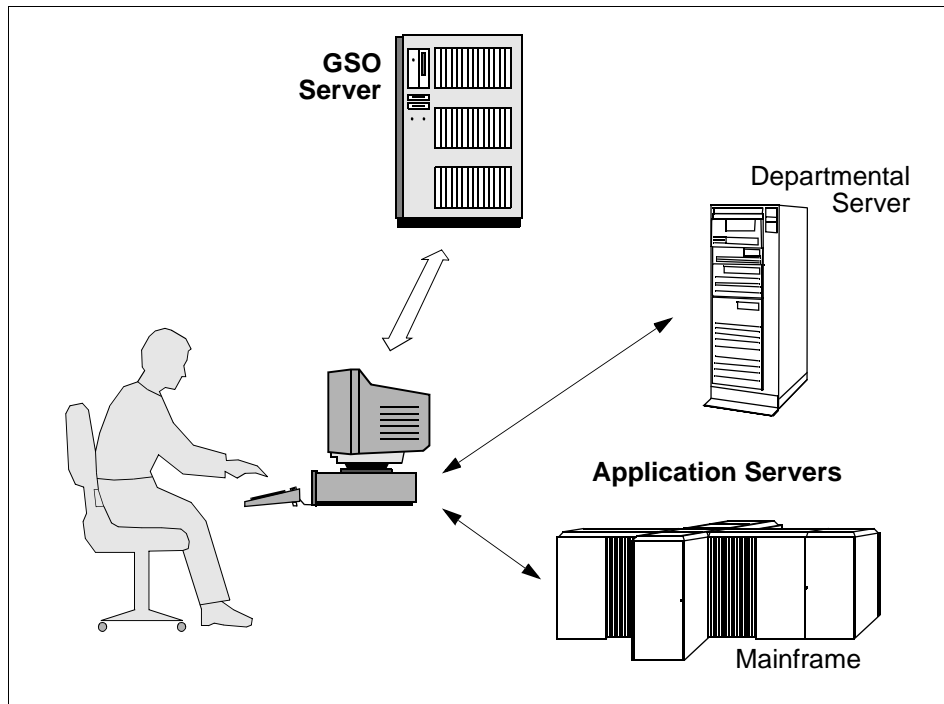 GSO
Server
Departmental
Server
Application Servers
Mainframe